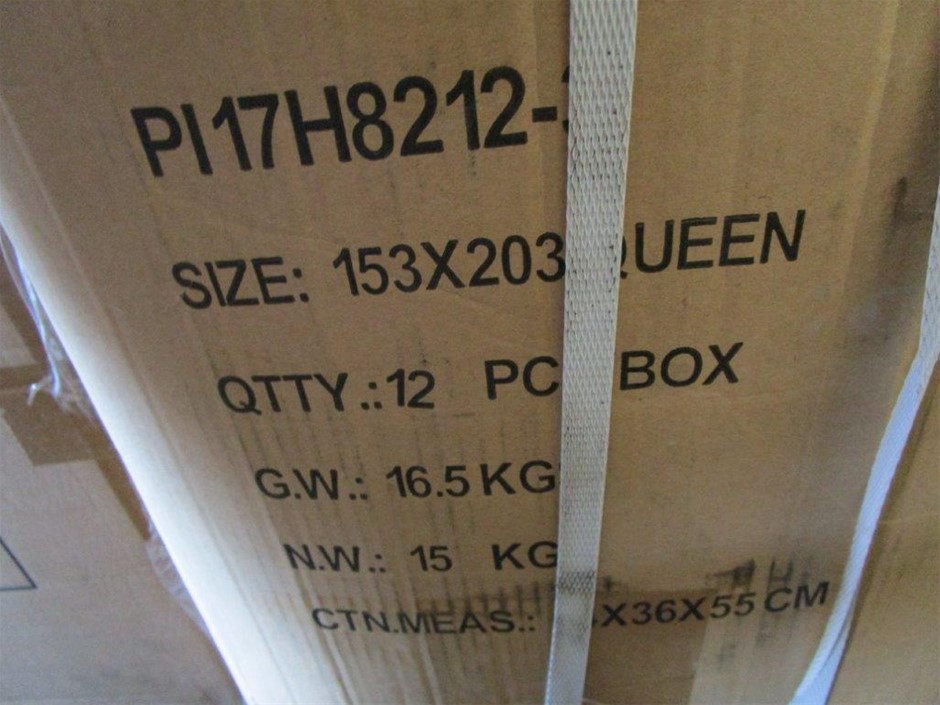 PI17H8212-
SIZE: 153X203 QUEEN
QTTY.:12 PC BOX
G.W.: 16.5 KG
N.W.: 15 KG
CTN.MEAS.: X36X55 CM